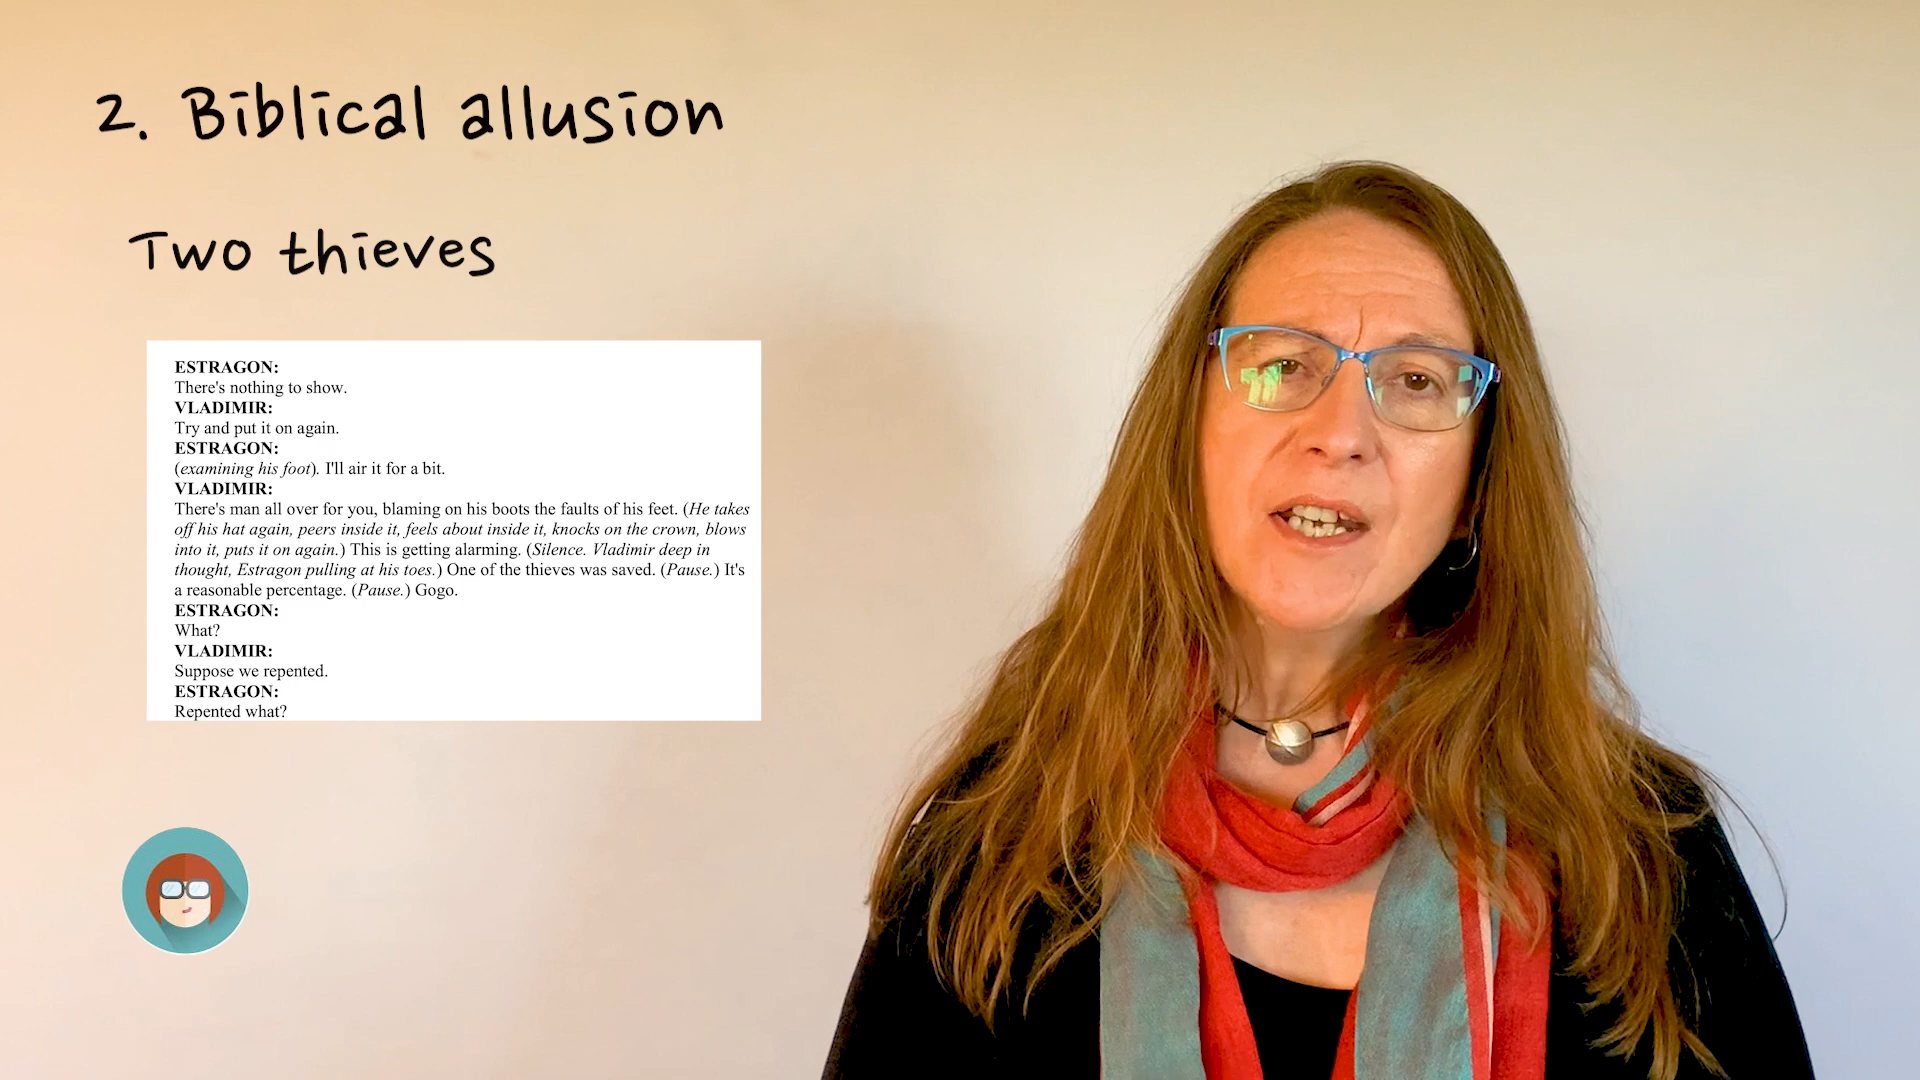 2. Biblical allusion
Two thieves
ESTRAGON:
There's nothing to show.
VLADIMIR:
Try and put it on again.
ESTRAGON:
(examining his foot). I'll air it for a bit.
VLADIMIR:
There's man all over for you, blaming on his boots the faults of his feet. (He takes
off his hat again, peers inside it, feels about inside it, knocks on the crown, blows
into it, puts it on again.) This is getting alarming. (Silence. Vladimir deep in
thought, Estragon pulling at his toes.) One of the thieves was saved. (Pause.) It's
a reasonable percentage. (Pause.) Gogo.
ESTRAGON:
What?
VLADIMIR:
Suppose we repented.
ESTRAGON:
Repented what?